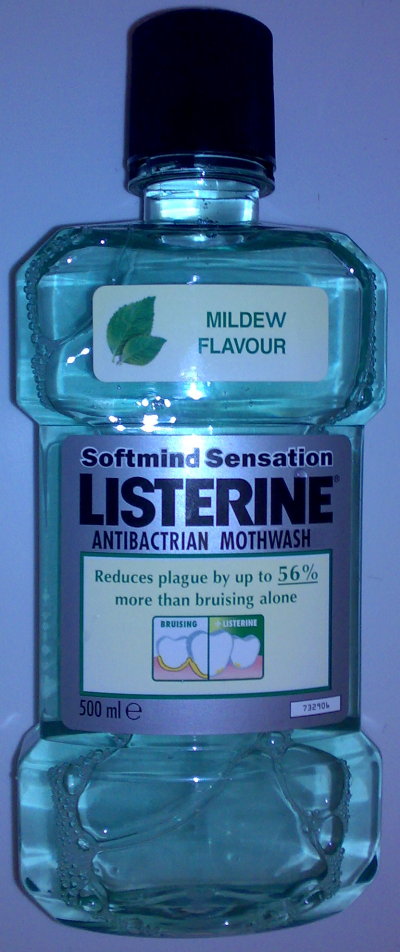 MILDEW
FLAVOUR
Softmind Sensation
LISTERINE®
ANTIBACTRIAN MOTHWASH
Reduces plague by up to 56%
more than bruising alone
BRUISING
+ LISTERINE
500 ml ℮
732906